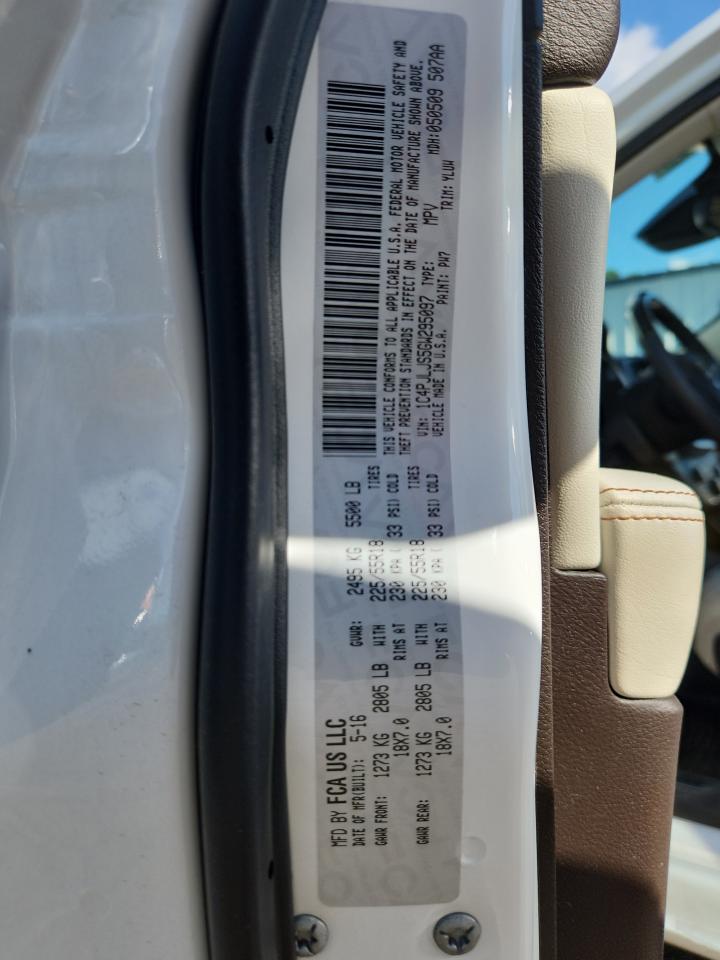 MFD BY FCA US LLC
DATE OF MFR(BUILT): 5-16 GVWR: 2495 KG 5500 LB
GAWR FRONT: 1273 KG 2805 LB WITH 225/55R18 TIRES
18X7.0 RIMS AT 230 KPA ( 33 PSI) COLD
GAWR REAR: 1273 KG 2805 LB WITH 225/55R18 TIRES
18X7.0 RIMS AT 230 KPA ( 33 PSI) COLD
THIS VEHICLE CONFORMS TO ALL APPLICABLE U.S.A. FEDERAL MOTOR VEHICLE SAFETY AND
THEFT PREVENTION STANDARDS IN EFFECT ON THE DATE OF MANUFACTURE SHOWN ABOVE.
VIN: 1C4PJLJS5GW295097 TYPE: MPV MDH:050509 507AA
VEHICLE MADE IN U.S.A. PAINT: PW7 TRIM: YLUW